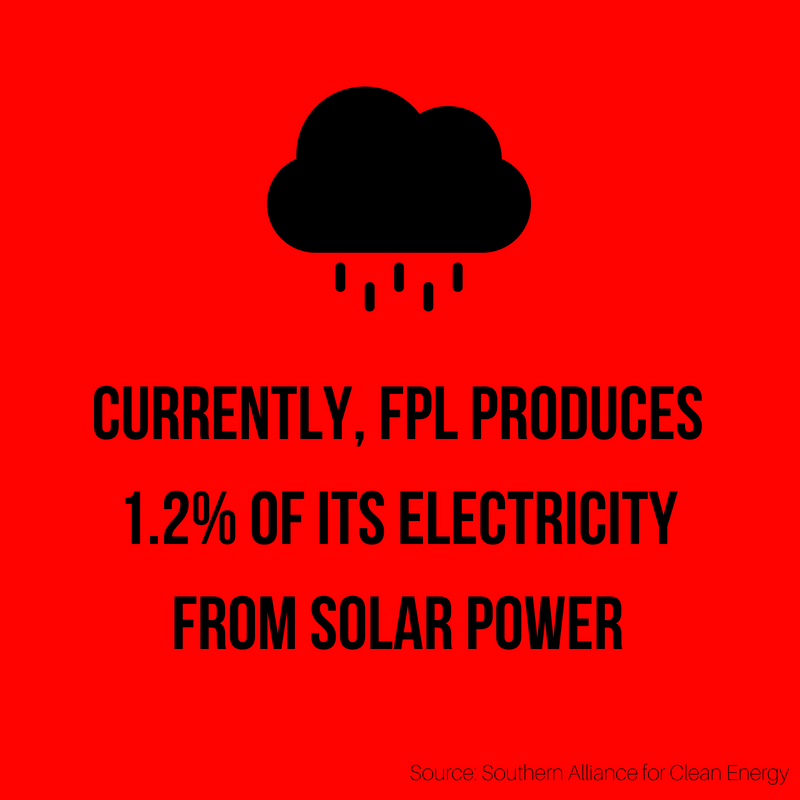 CURRENTLY, FPL PRODUCES
1.2% OF ITS ELECTRICITY
FROM SOLAR POWER
Source: Southern Alliance for Clean Energy